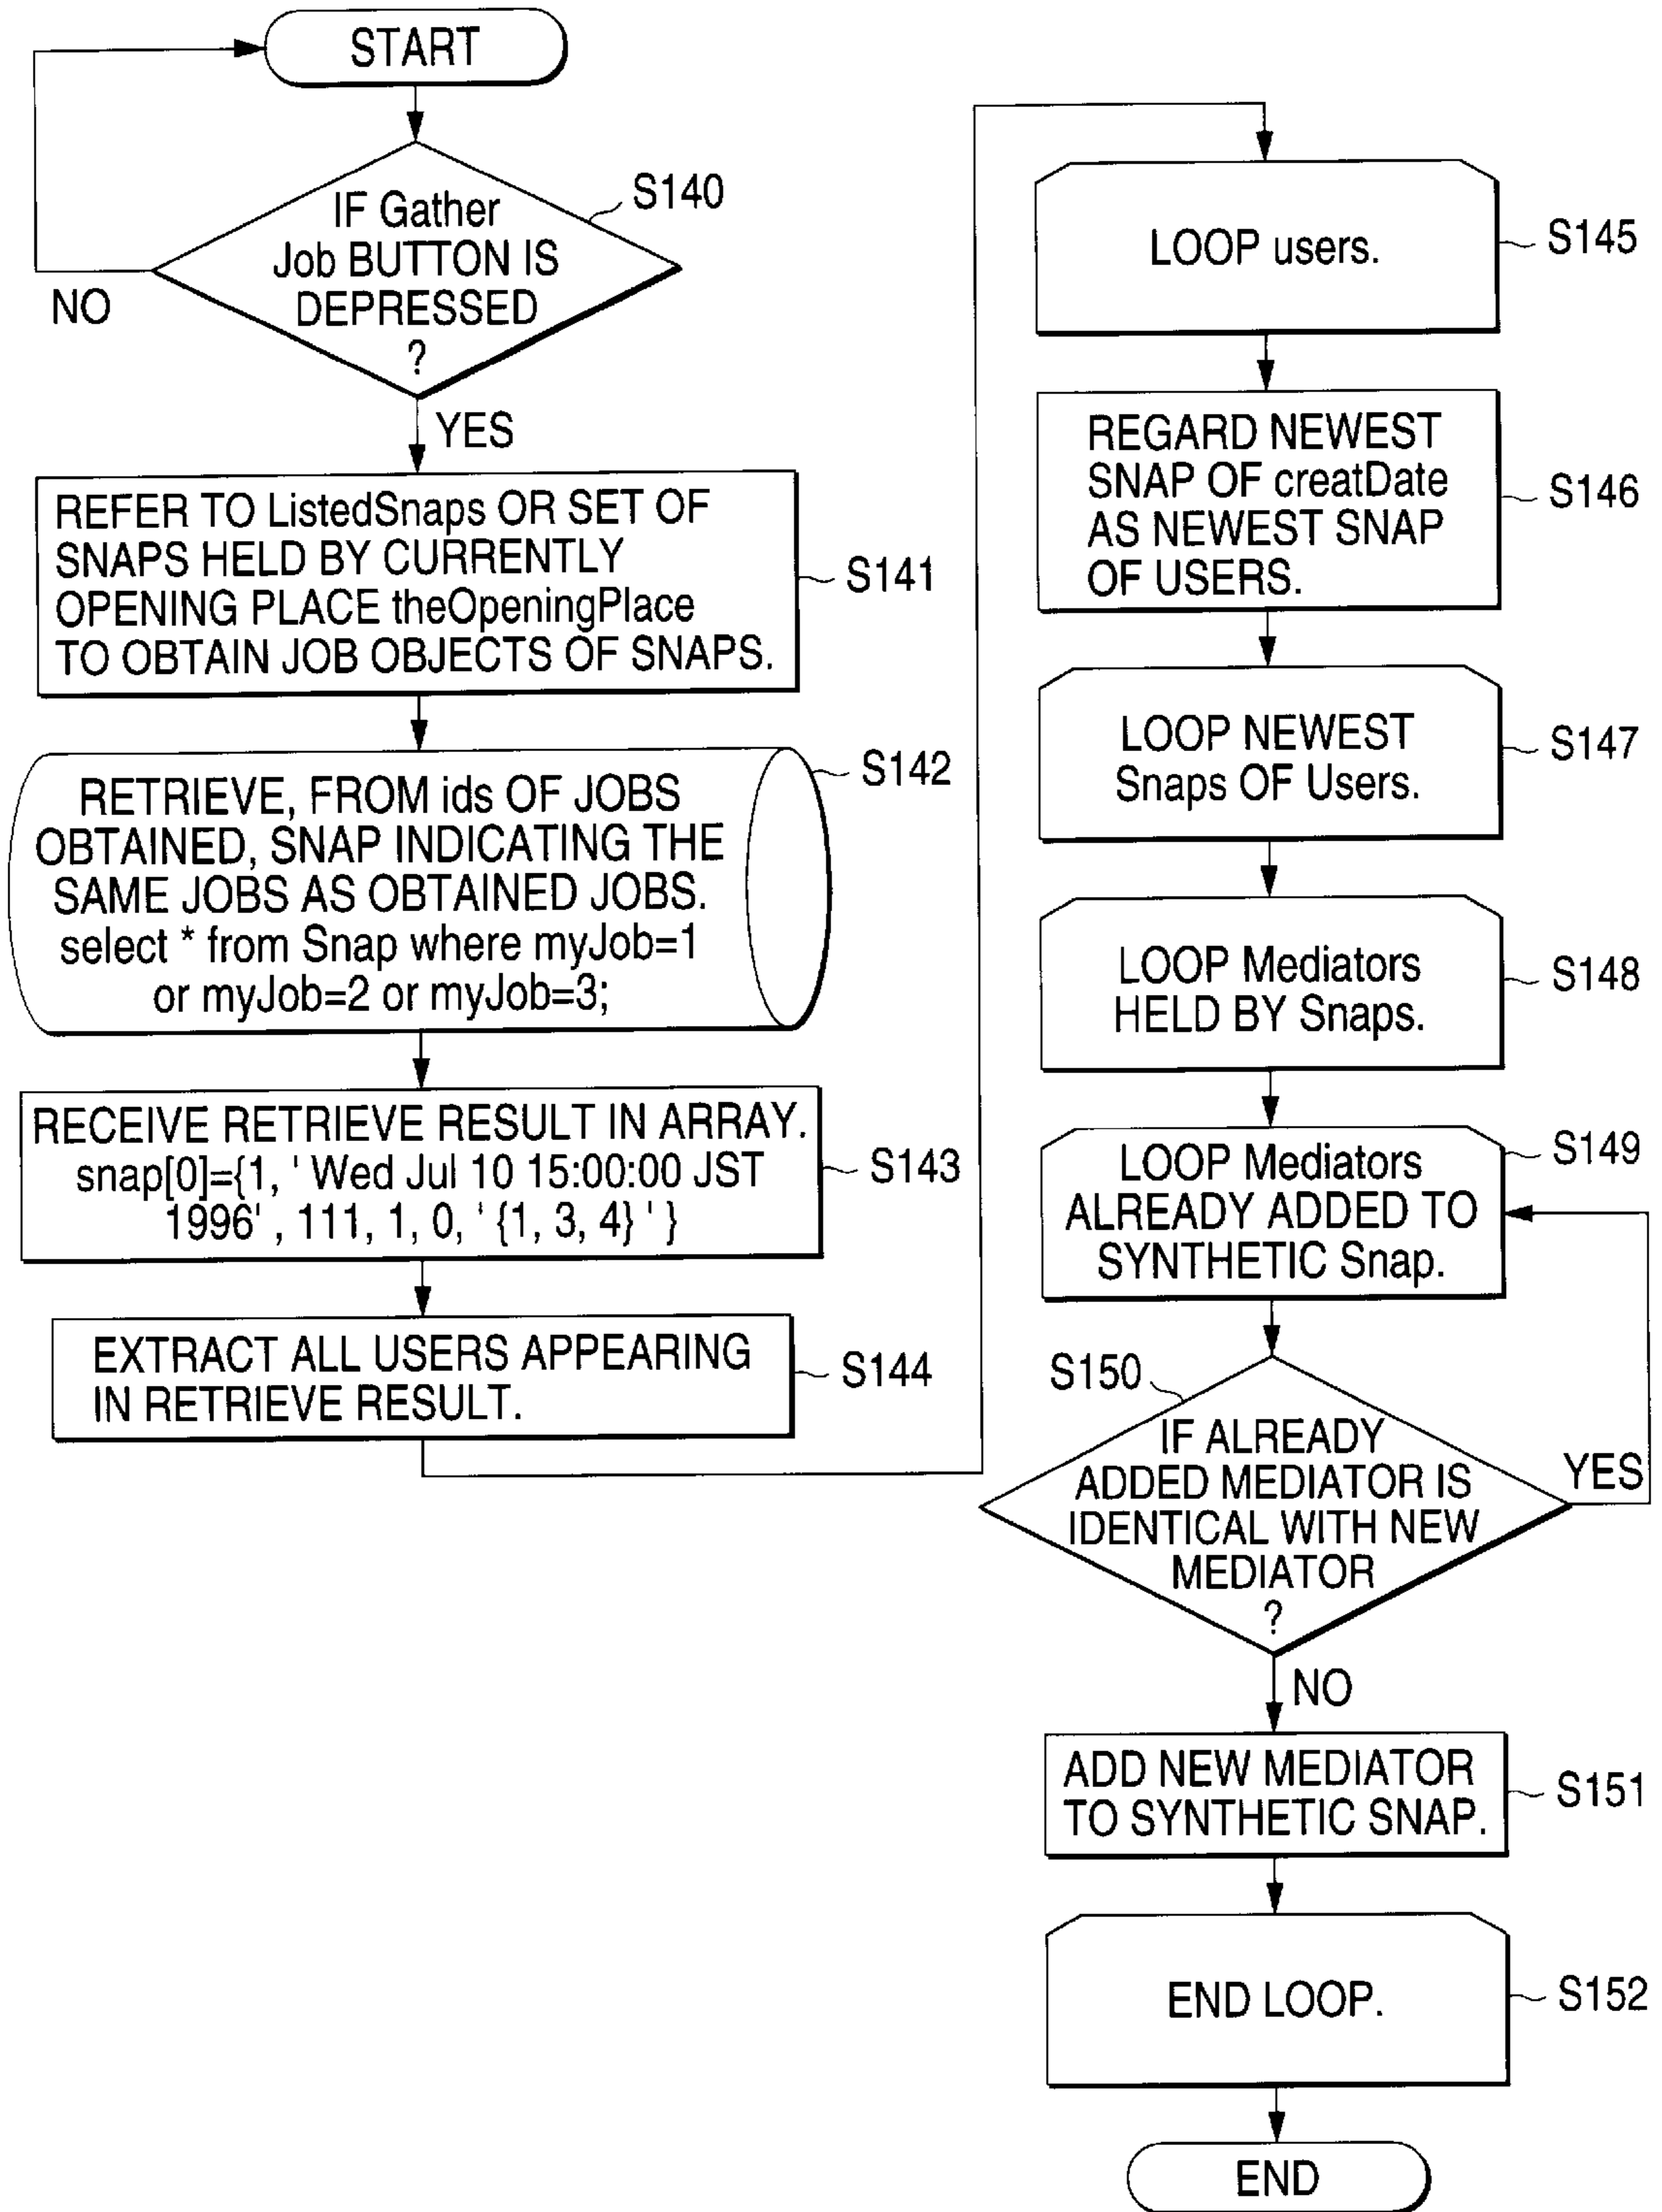 START
IF Gather
Job BUTTON IS
DEPRESSED
?
S140
NO
YES
REFER TO ListedSnaps OR SET OF
SNAPS HELD BY CURRENTLY
OPENING PLACE theOpeningPlace
TO OBTAIN JOB OBJECTS OF SNAPS.
S141
RETRIEVE, FROM ids OF JOBS
OBTAINED, SNAP INDICATING THE
SAME JOBS AS OBTAINED JOBS.
select * from Snap where myJob=1
or myJob=2 or myJob=3;
S142
RECEIVE RETRIEVE RESULT IN ARRAY.
snap[0]={1, ' Wed Jul 10 15:00:00 JST
1996' , 111, 1, 0, ' {1, 3, 4} ' }
S143
EXTRACT ALL USERS APPEARING
IN RETRIEVE RESULT.
S144
LOOP users.
S145
REGARD NEWEST
SNAP OF creatDate
AS NEWEST SNAP
OF USERS.
S146
LOOP NEWEST
Snaps OF Users.
S147
LOOP Mediators
HELD BY Snaps.
S148
LOOP Mediators
ALREADY ADDED TO
SYNTHETIC Snap.
S149
S150
IF ALREADY
ADDED MEDIATOR IS
IDENTICAL WITH NEW
MEDIATOR
?
YES
NO
ADD NEW MEDIATOR
TO SYNTHETIC SNAP.
S151
END LOOP.
S152
END